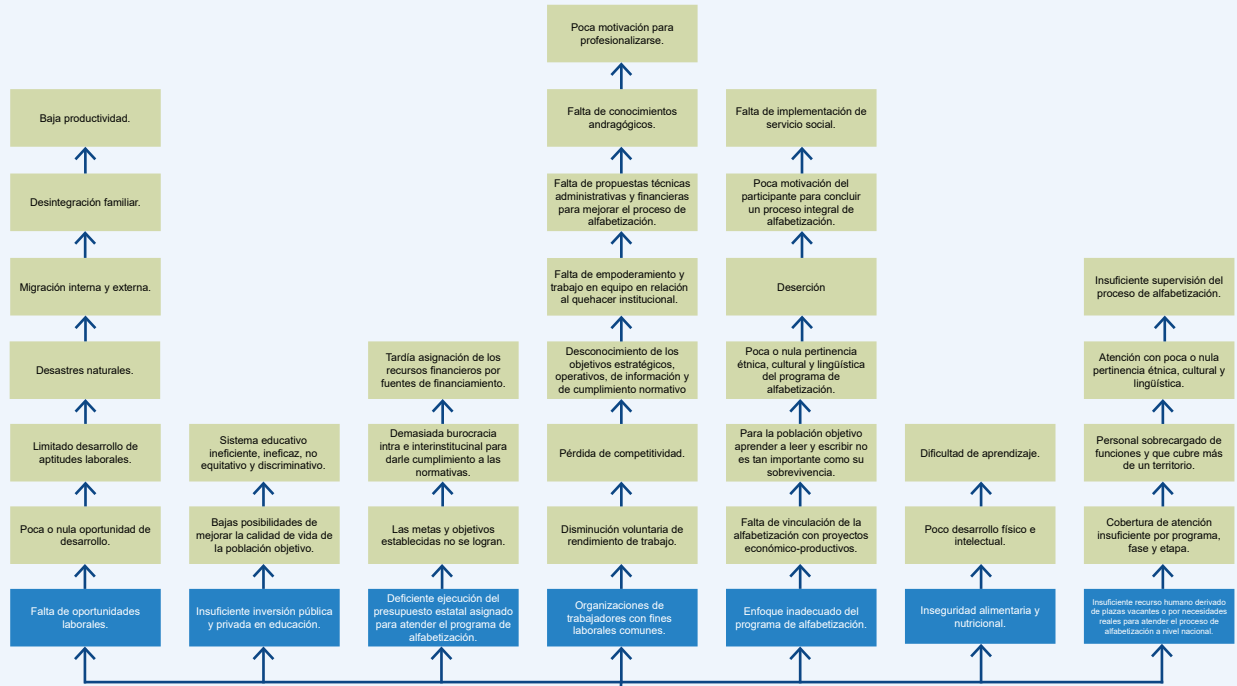 Poca motivación para
profesionalizarse.
Baja productividad.
Falta de conocimientos
andragógicos.
Falta de implementación de
servicio social.
Desintegración familiar.
Falta de propuestas técnicas
administrativas y financieras
para mejorar el proceso de
alfabetización.
Poca motivación del
participante para concluir
un proceso integral de
alfabetización.
Migración interna y externa.
Falta de empoderamiento y
trabajo en equipo en relación
al quehacer institucional.
Deserción
Insuficiente supervisión del
proceso de alfabetización.
Desastres naturales.
Tardía asignación de los
recursos financieros por
fuentes de financiamiento.
Desconocimiento de los
objetivos estratégicos,
operativos, de información y
de cumplimiento normativo
Poca o nula pertinencia
étnica, cultural y lingüística
del programa de
alfabetización.
Atención con poca o nula
pertinencia étnica, cultural y
lingüística.
Limitado desarrollo de
aptitudes laborales.
Sistema educativo
ineficiente, ineficaz, no
equitativo y discriminativo.
Demasiada burocracia
intra e interinstitucinal para
darle cumplimiento a las
normativas.
Pérdida de competitividad.
Para la población objetivo
aprender a leer y escribir no
es tan importante como su
sobrevivencia.
Dificultad de aprendizaje.
Personal sobrecargado de
funciones y que cubre más
de un territorio.
Poca o nula oportunidad de
desarrollo.
Bajas posibilidades de
mejorar la calidad de vida de
la población objetivo.
Las metas y objetivos
establecidas no se logran.
Disminución voluntaria de
rendimiento de trabajo.
Falta de vinculación de la
alfabetización con proyectos
económico-productivos.
Poco desarrollo físico e
intelectual.
Cobertura de atención
insuficiente por programa,
fase y etapa.
Falta de oportunidades
laborales.
Insuficiente inversión pública
y privada en educación.
Deficiente ejecución del
presupuesto estatal asignado
para atender el programa de
alfabetización.
Organizaciones de
trabajadores con fines
laborales comunes.
Enfoque inadecuado del
programa de alfabetización.
Inseguridad alimentaria y
nutricional.
Insuficiente recurso humano derivado
de plazas vacantes o por necesidades
reales para atender el proceso de
alfabetización a nivel nacional.